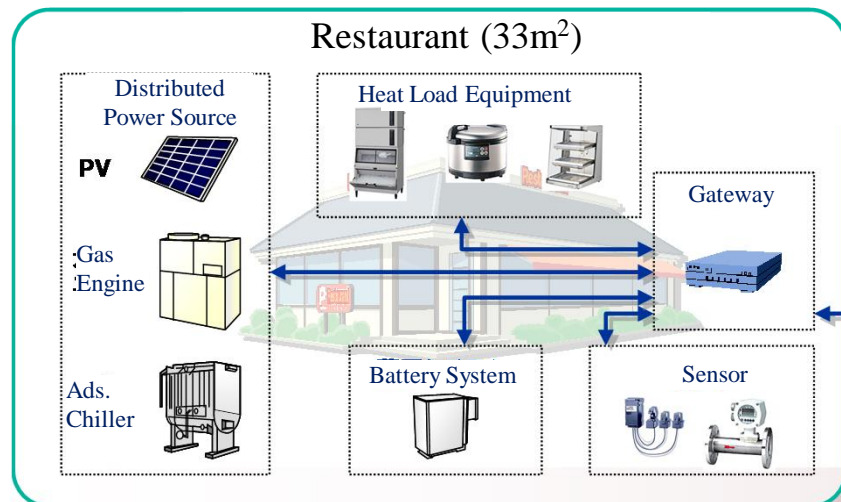 Restaurant (33m²)
Distributed
Power Source
PV
Gas
Engine
Ads.
Chiller
Heat Load Equipment
Gateway
Battery System
Sensor